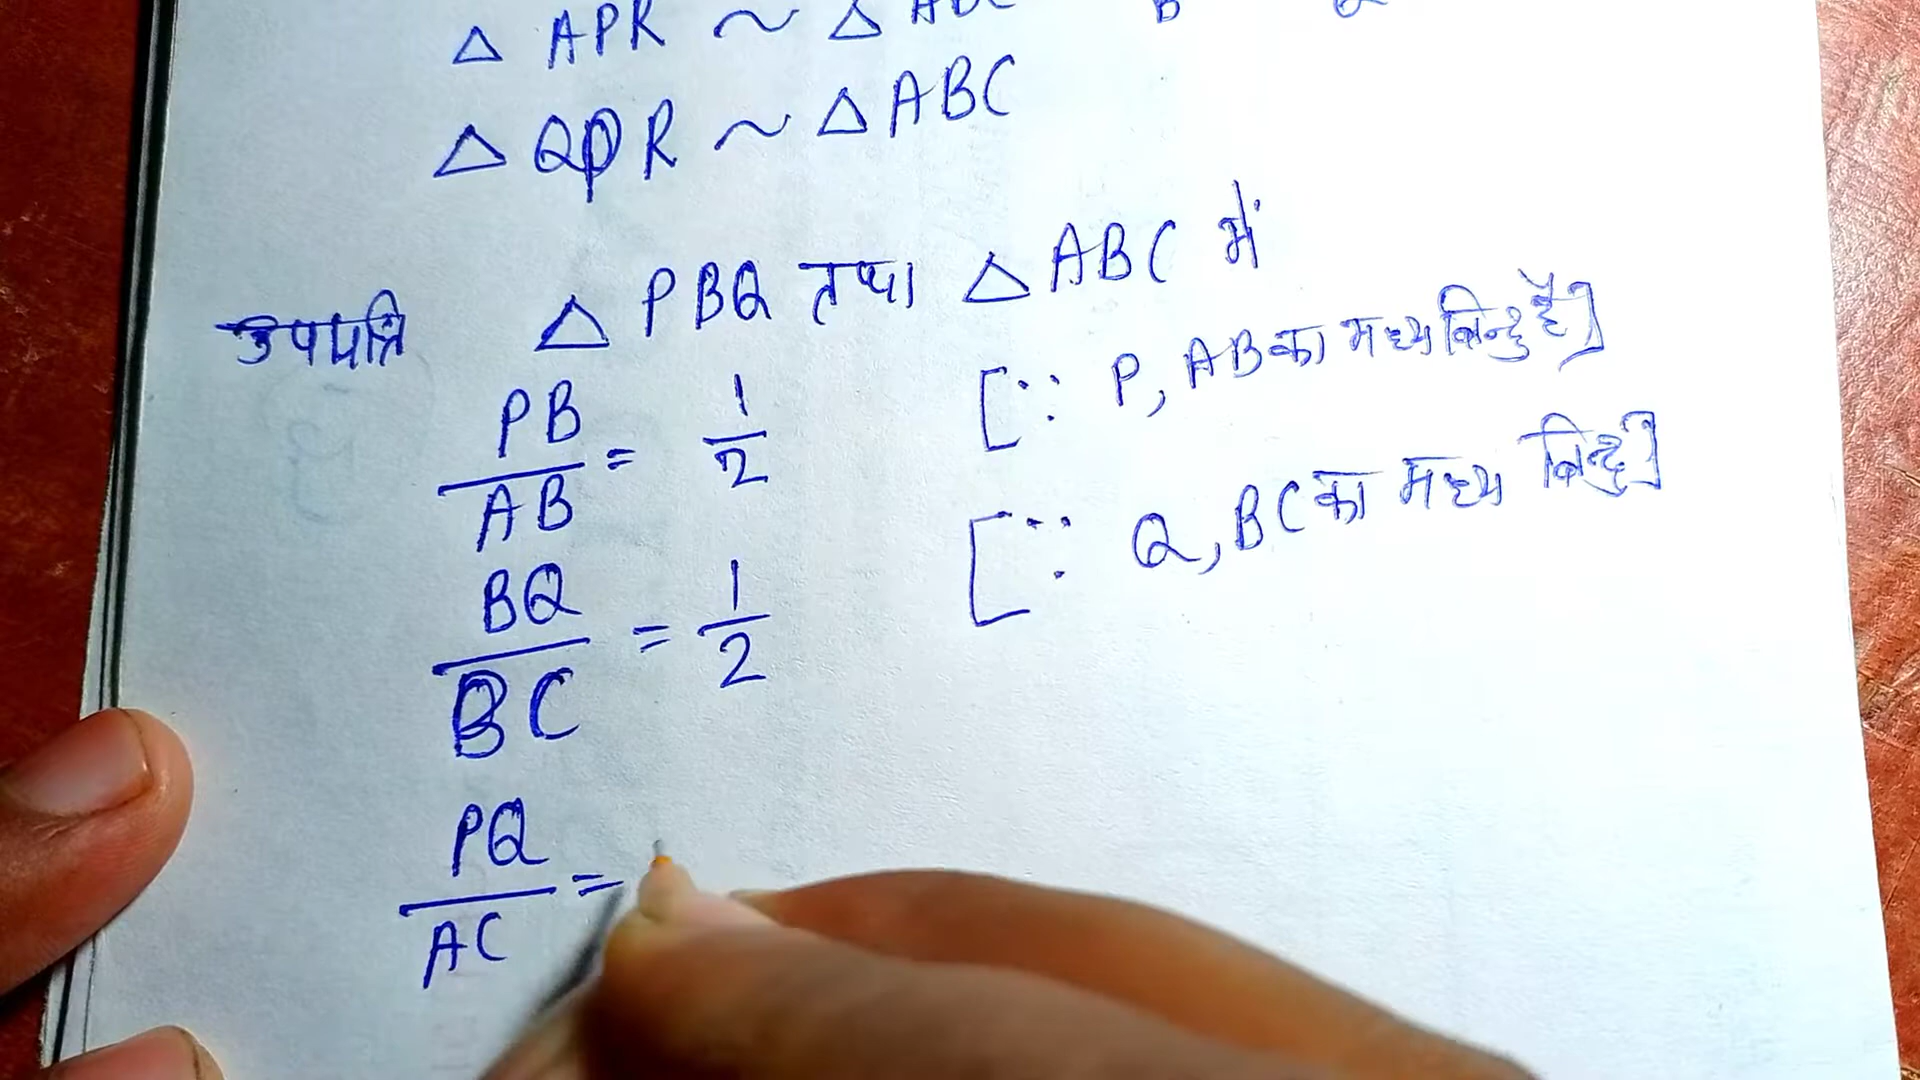 △ APR ~ △ ABC B Q
△ QPR ~ △ ABC
उपपत्ति △ PBQ तथा △ ABC में
PB/AB = 1/2 [∵ P, AB का मध्य बिन्दु है]
BQ/BC = 1/2 [∵ Q, BC का मध्य बिन्दु]
PQ/AC =